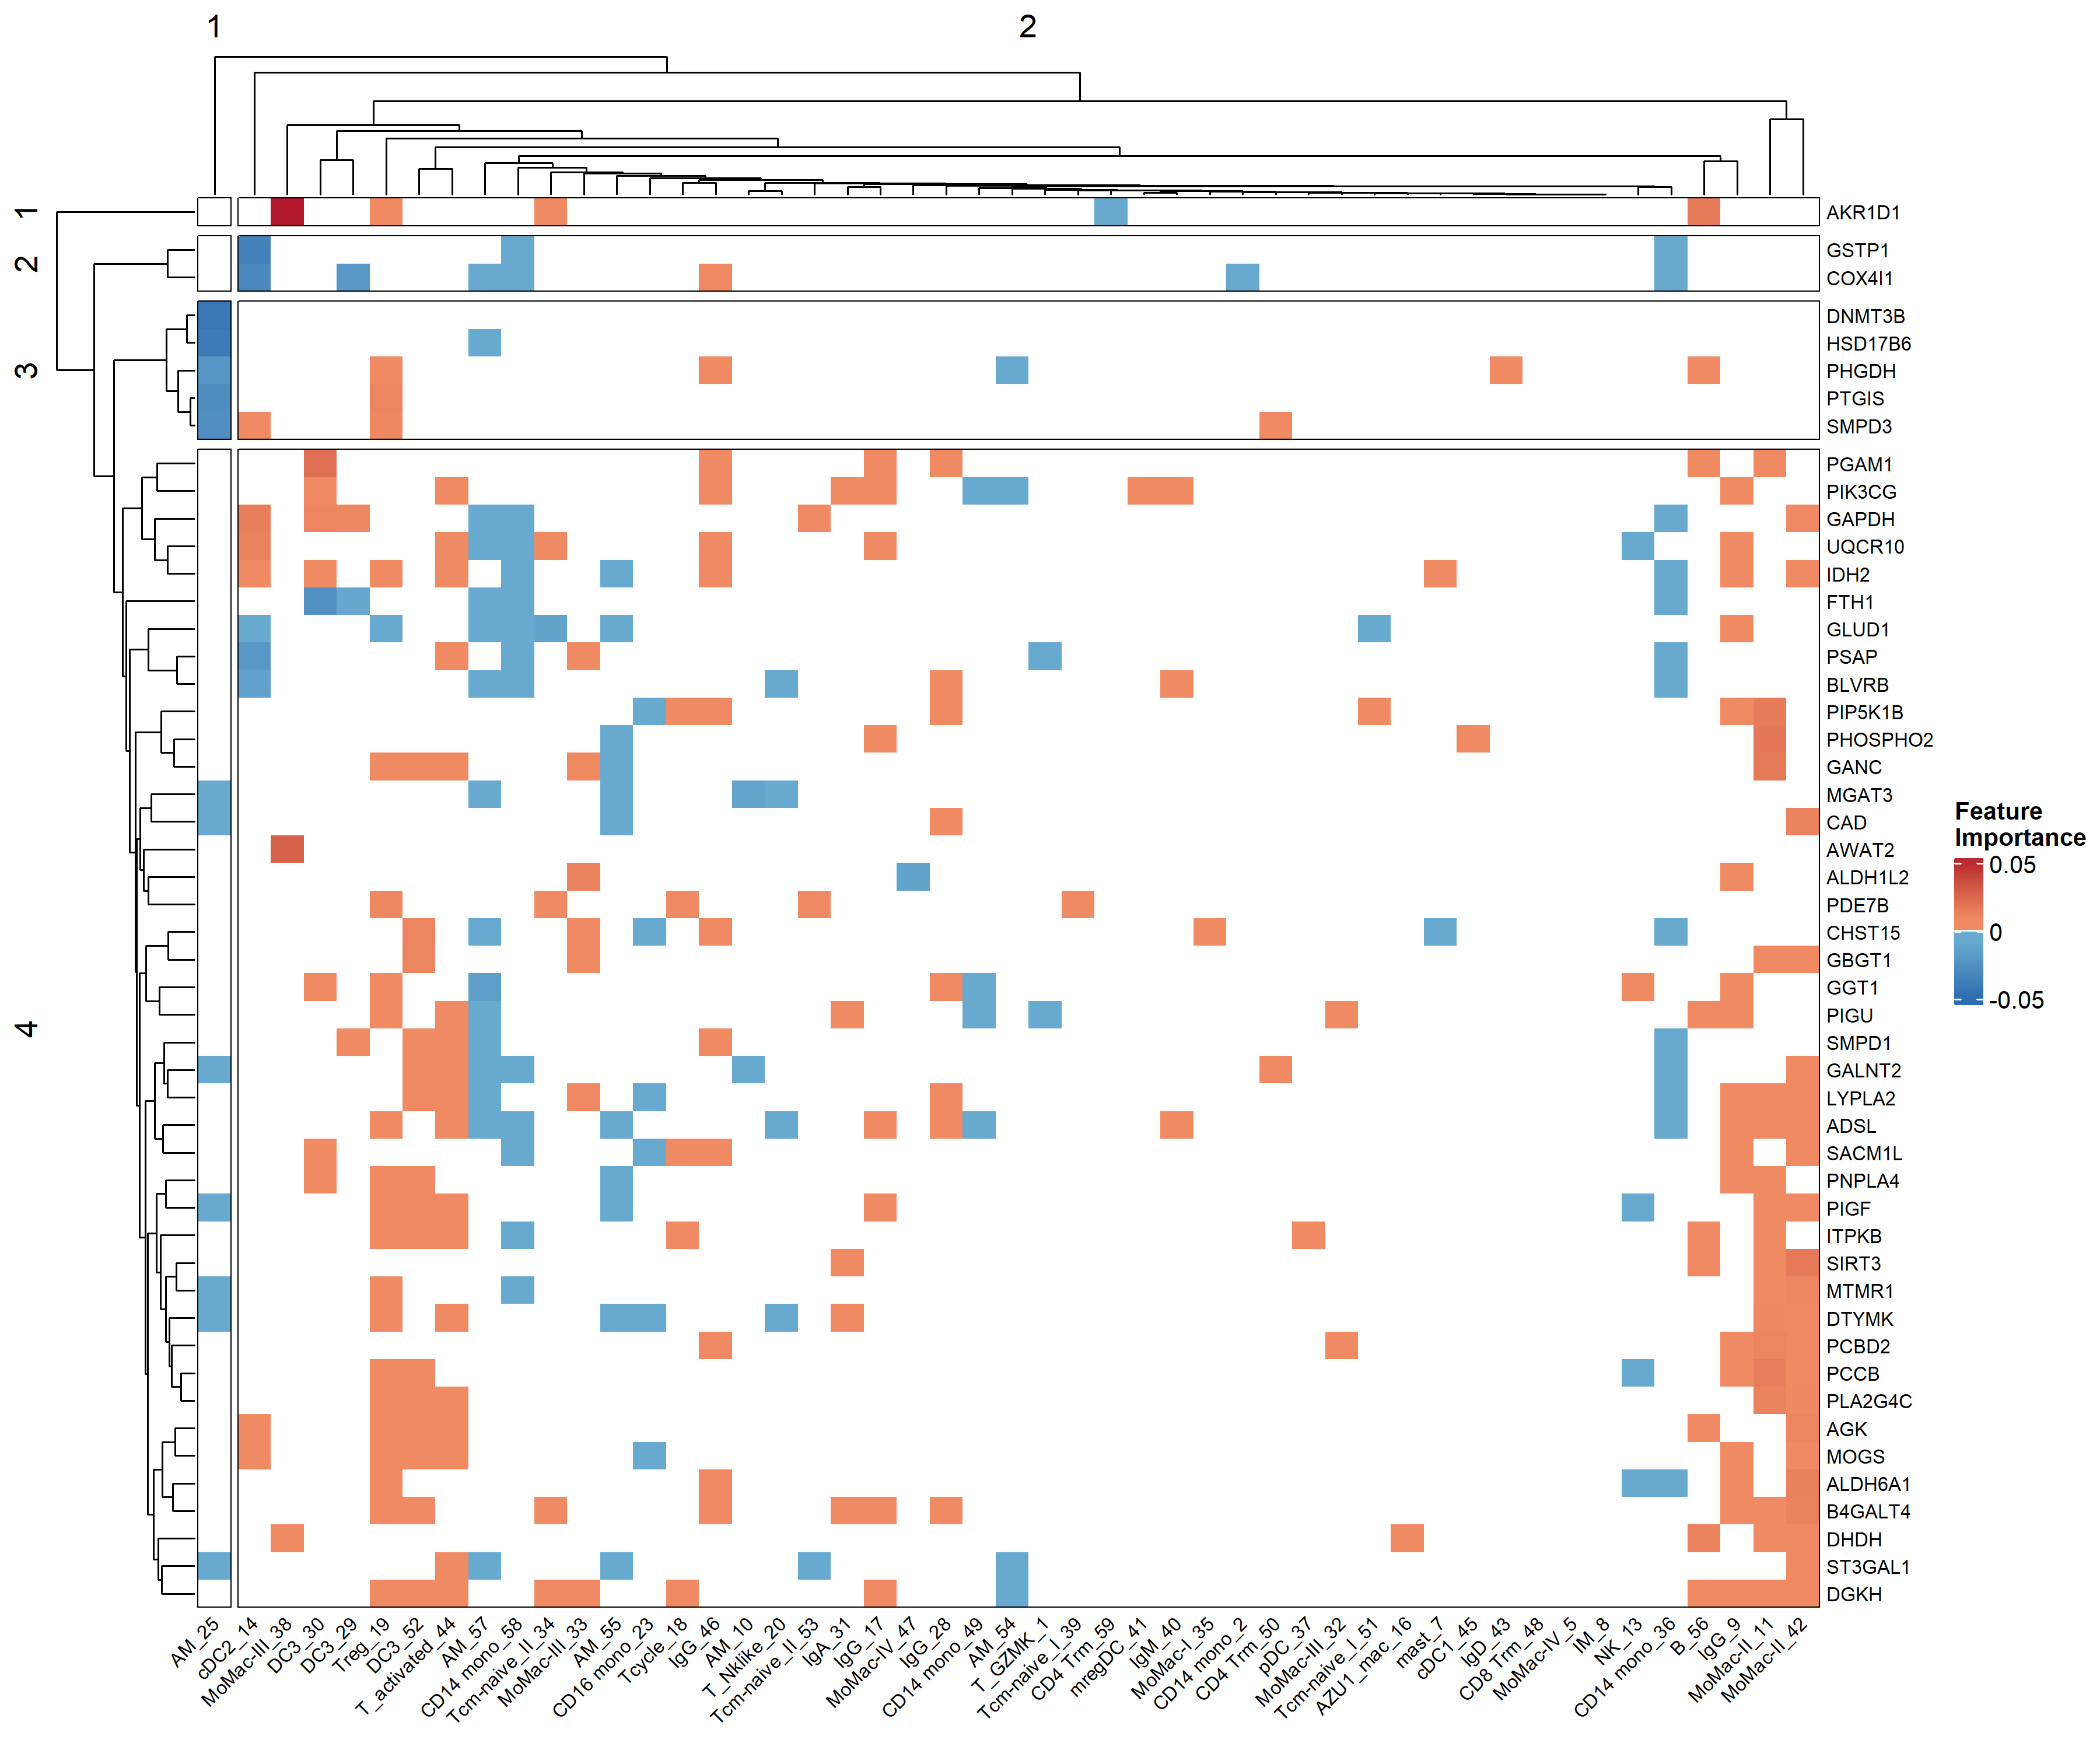 1
2
1
AKR1D1
2
GSTP1
COX4I1
3
DNMT3B
HSD17B6
PHGDH
PTGIS
SMPD3
4
PGAM1
PIK3CG
GAPDH
UQCR10
IDH2
FTH1
GLUD1
PSAP
BLVRB
PIP5K1B
PHOSPHO2
GANC
MGAT3
CAD
AWAT2
ALDH1L2
PDE7B
CHST15
GBGT1
GGT1
PIGU
SMPD1
GALNT2
LYPLA2
ADSL
SACM1L
PNPLA4
PIGF
ITPKB
SIRT3
MTMR1
DTYMK
PCBD2
PCCB
PLA2G4C
AGK
MOGS
ALDH6A1
B4GALT4
DHDH
ST3GAL1
DGKH
Feature
Importance
0.05
0
-0.05
AM_25
cDC2_14
MoMac-III_38
DC3_30
DC3_29
Treg_19
DC3_52
T_activated_44
AM_57
CD14 mono_58
Tcm-naive_II_34
MoMac-III_33
AM_55
CD16 mono_23
Tcycle_18
IgG_46
AM_10
T_Nklike_20
Tcm-naive_II_53
IgA_31
IgG_17
MoMac-IV_47
IgG_28
CD14 mono_49
AM_54
T_GZMK_1
Tcm-naive_I_39
CD4 Trm_59
mregDC_41
IgM_40
MoMac-I_35
CD14 mono_2
CD4 Trm_50
pDC_37
MoMac-III_32
Tcm-naive_I_51
AZU1_mac_16
mast_7
cDC1_45
IgD_43
CD8 Trm_48
MoMac-IV_5
IM_8
NK_13
CD14 mono_36
B_56
IgG_9
MoMac-II_11
MoMac-II_42